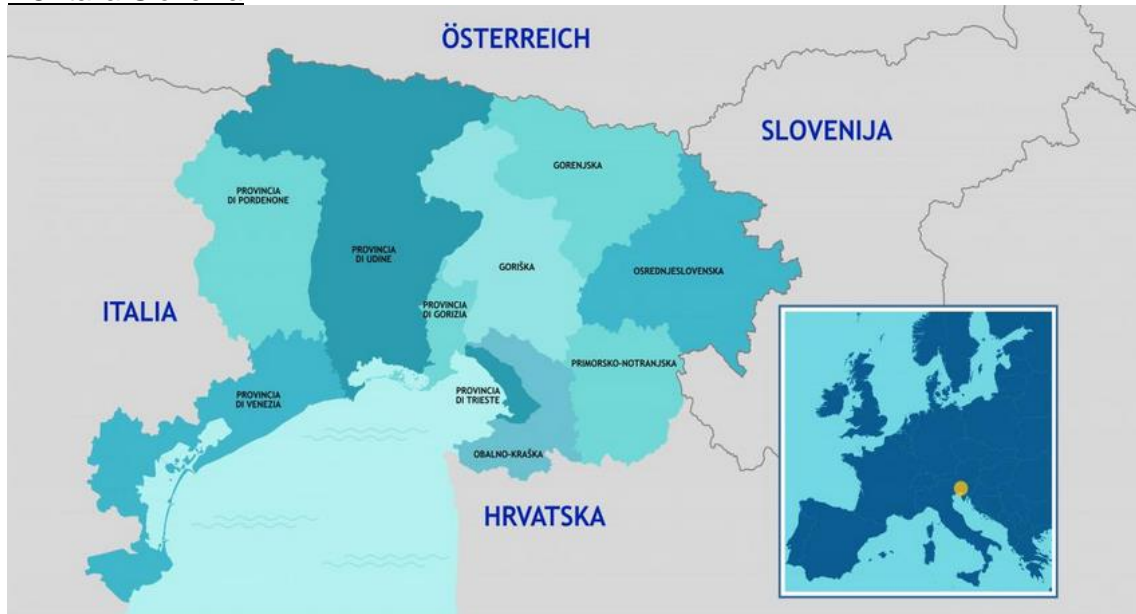 ÖSTERREICH
SLOVENIJA
GORENJSKA
PROVINCIA
DI PORDENONE
PROVINCIA
DI UDINE
GORIŠKA
OSREDNJESLOVENSKA
ITALIA
PROVINCIA
DI GORIZIA
PRIMORSKO-NOTRANJSKA
PROVINCIA
DI VENEZIA
PROVINCIA
DI TRIESTE
OBALNO-KRAŠKA
HRVATSKA